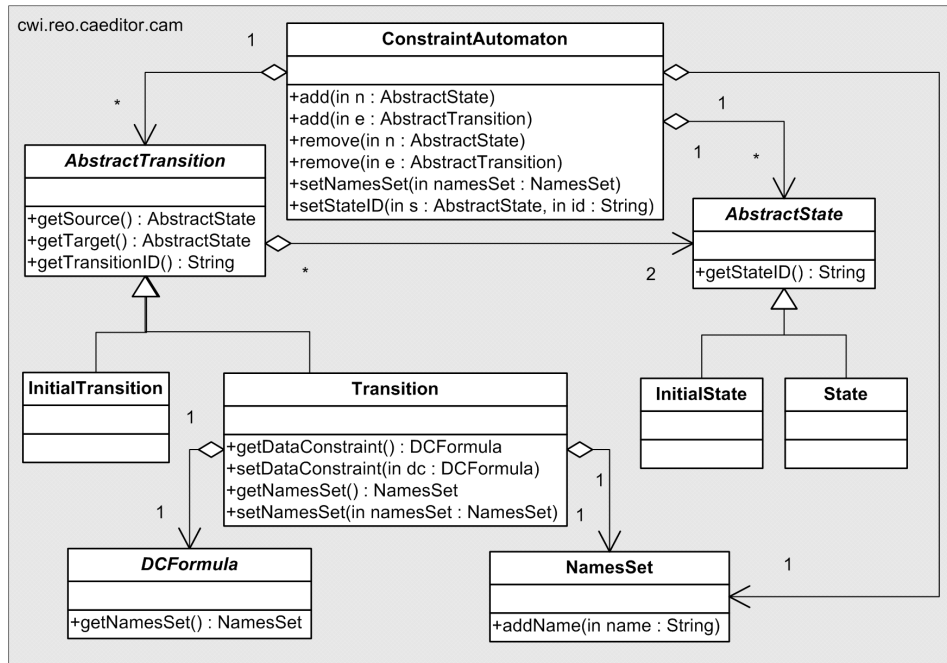 cwi.reo.caeditor.cam
1
ConstraintAutomaton
+add(in n : AbstractState)
+add(in e : AbstractTransition)
+remove(in n : AbstractState)
+remove(in e : AbstractTransition)
+setNamesSet(in namesSet : NamesSet)
+setStateID(in s : AbstractState, in id : String)
1
1
*
*
AbstractTransition
+getSource() : AbstractState
+getTarget() : AbstractState
+getTransitionID() : String
AbstractState
+getStateID() : String
*
2
InitialTransition
Transition
+getDataConstraint() : DCFormula
+setDataConstraint(in dc : DCFormula)
+getNamesSet() : NamesSet
+setNamesSet(in namesSet : NamesSet)
InitialState
State
1
1
1
1
1
DCFormula
+getNamesSet() : NamesSet
NamesSet
+addName(in name : String)